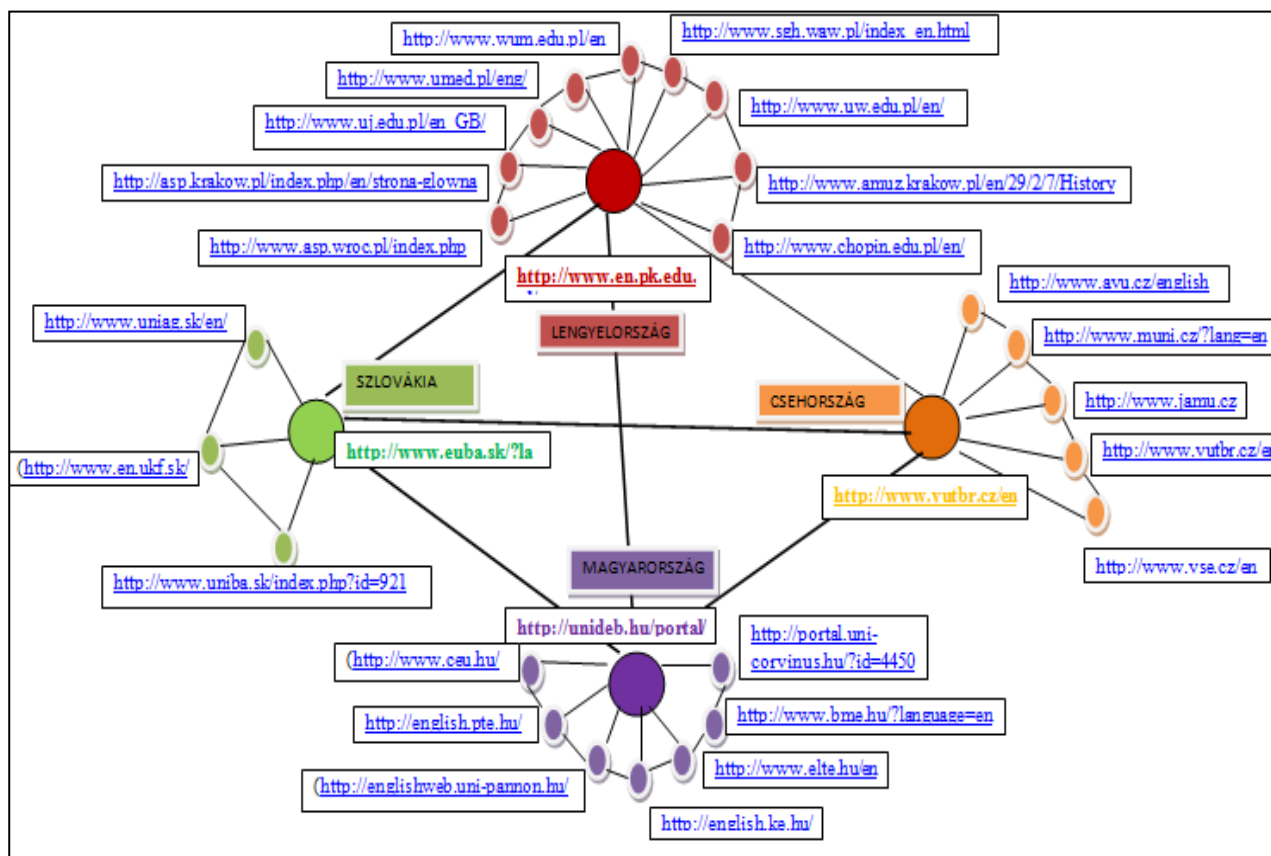 http://www.wum.edu.pl/en
http://www.sgh.waw.pl/index_en.html
http://www.umed.pl/eng/
http://www.uw.edu.pl/en/
http://www.uj.edu.pl/en_GB/
http://asp.krakow.pl/index.php/en/strona-glowna
http://www.amuz.krakow.pl/en/29/2/7/History
http://www.asp.wroc.pl/index.php
http://www.chopin.edu.pl/en/
http://www.en.pk.edu.
http://www.avu.cz/english
http://www.uniag.sk/en/
LENGYELORSZÁG
http://www.muni.cz/?lang=en
SZLOVÁKIA
CSEHORSZÁG
http://www.jamu.cz
http://www.euba.sk/?la
http://www.vutbr.cz/en
(http://www.en.ukf.sk/
http://www.vutbr.cz/en
MAGYARORSZÁG
http://www.vse.cz/en
http://www.uniba.sk/index.php?id=921
http://unideb.hu/portal/
http://portal.uni-
corvinus.hu/?id=4450
(http://www.ceu.hu/
http://english.pte.hu/
http://www.bme.hu/?language=en
http://www.elte.hu/en
(http://englishweb.uni-pannon.hu/
http://english.ke.hu/